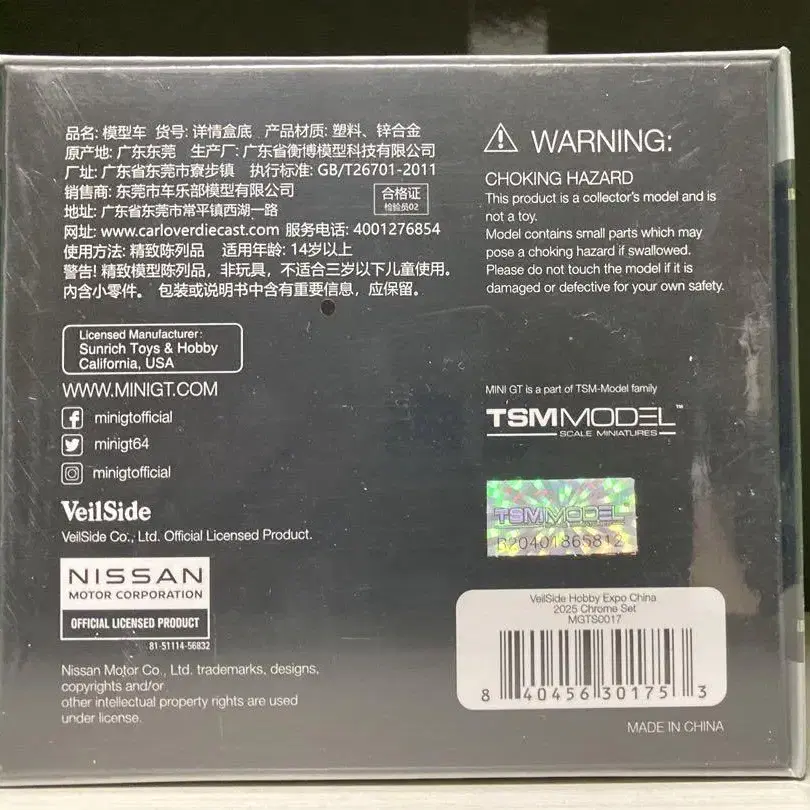 品名: 模型车 货号: 详情盒底 产品材质: 塑料、锌合金
原产地: 广东东莞 生产厂: 广东省衡博模型科技有限公司
厂址: 广东省东莞市寮步镇 执行标准: GB/T26701-2011
销售商: 东莞市车乐部模型有限公司
合格证
检验员02
地址: 广东省东莞市常平镇西湖一路
网址: www.carloverdiecast.com 服务电话: 4001276854
使用方法: 精致陈列品 适用年龄: 14岁以上
警告! 精致模型陈列品，非玩具，不适合三岁以下儿童使用。
内含小零件。 包装或说明书中含有重要信息，应保留。
WARNING:
CHOKING HAZARD
This product is a collector's model and is
not a toy.
Model contains small parts which may
pose a choking hazard if swallowed.
Please do not touch the model if it is
damaged or defective for your own safety.
Licensed Manufacturer:
Sunrich Toys & Hobby
California, USA
WWW.MINIGT.COM
minigtofficial
minigt64
minigtofficial
VeilSide
VeilSide Co., Ltd. Official Licensed Product.
NISSAN
MOTOR CORPORATION
OFFICIAL LICENSED PRODUCT
81-51114-56832
Nissan Motor Co., Ltd. trademarks, designs,
copyrights and/or
other intellectual property rights are used
under license.
MINI GT is a part of TSM-Model family
TSMMODEL™
SCALE MINIATURES
TSMMODEL
B20401865812
VeilSide Hobby Expo China
2025 Chrome Set
MGTS0017
8 40456 30175 3
MADE IN CHINA